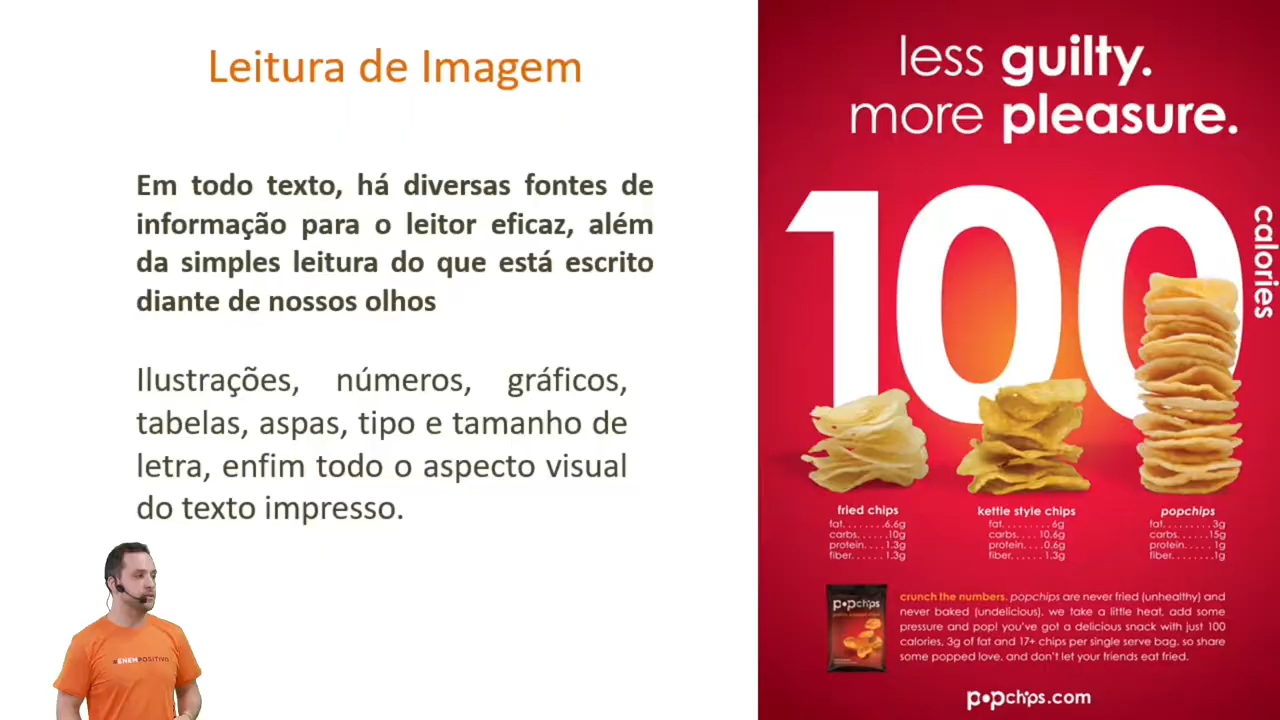 Leitura de Imagem
Em todo texto, há diversas fontes de
informação para o leitor eficaz, além
da simples leitura do que está escrito
diante de nossos olhos
Ilustrações, números, gráficos,
tabelas, aspas, tipo e tamanho de
letra, enfim todo o aspecto visual
do texto impresso.
#ENEMPOSITIVO
less guilty.
more pleasure.
100
calories
fried chips
fat........6.6g
carbs......10g
protein....1.3g
fiber......1.3g
kettle style chips
fat........6g
carbs.....10.6g
protein....0.6g
fiber......1.3g
popchips
fat.........3g
carbs......15g
protein.....1g
fiber.......1g
popchips
crunch the numbers. popchips are never fried (unhealthy) and
never baked (undelicious). we take a little heat, add some
pressure and pop! you've got a delicious snack with just 100
calories, 3g of fat and 17+ chips per single serve bag. so share
some popped love. and don't let your friends eat fried.
popchips.com